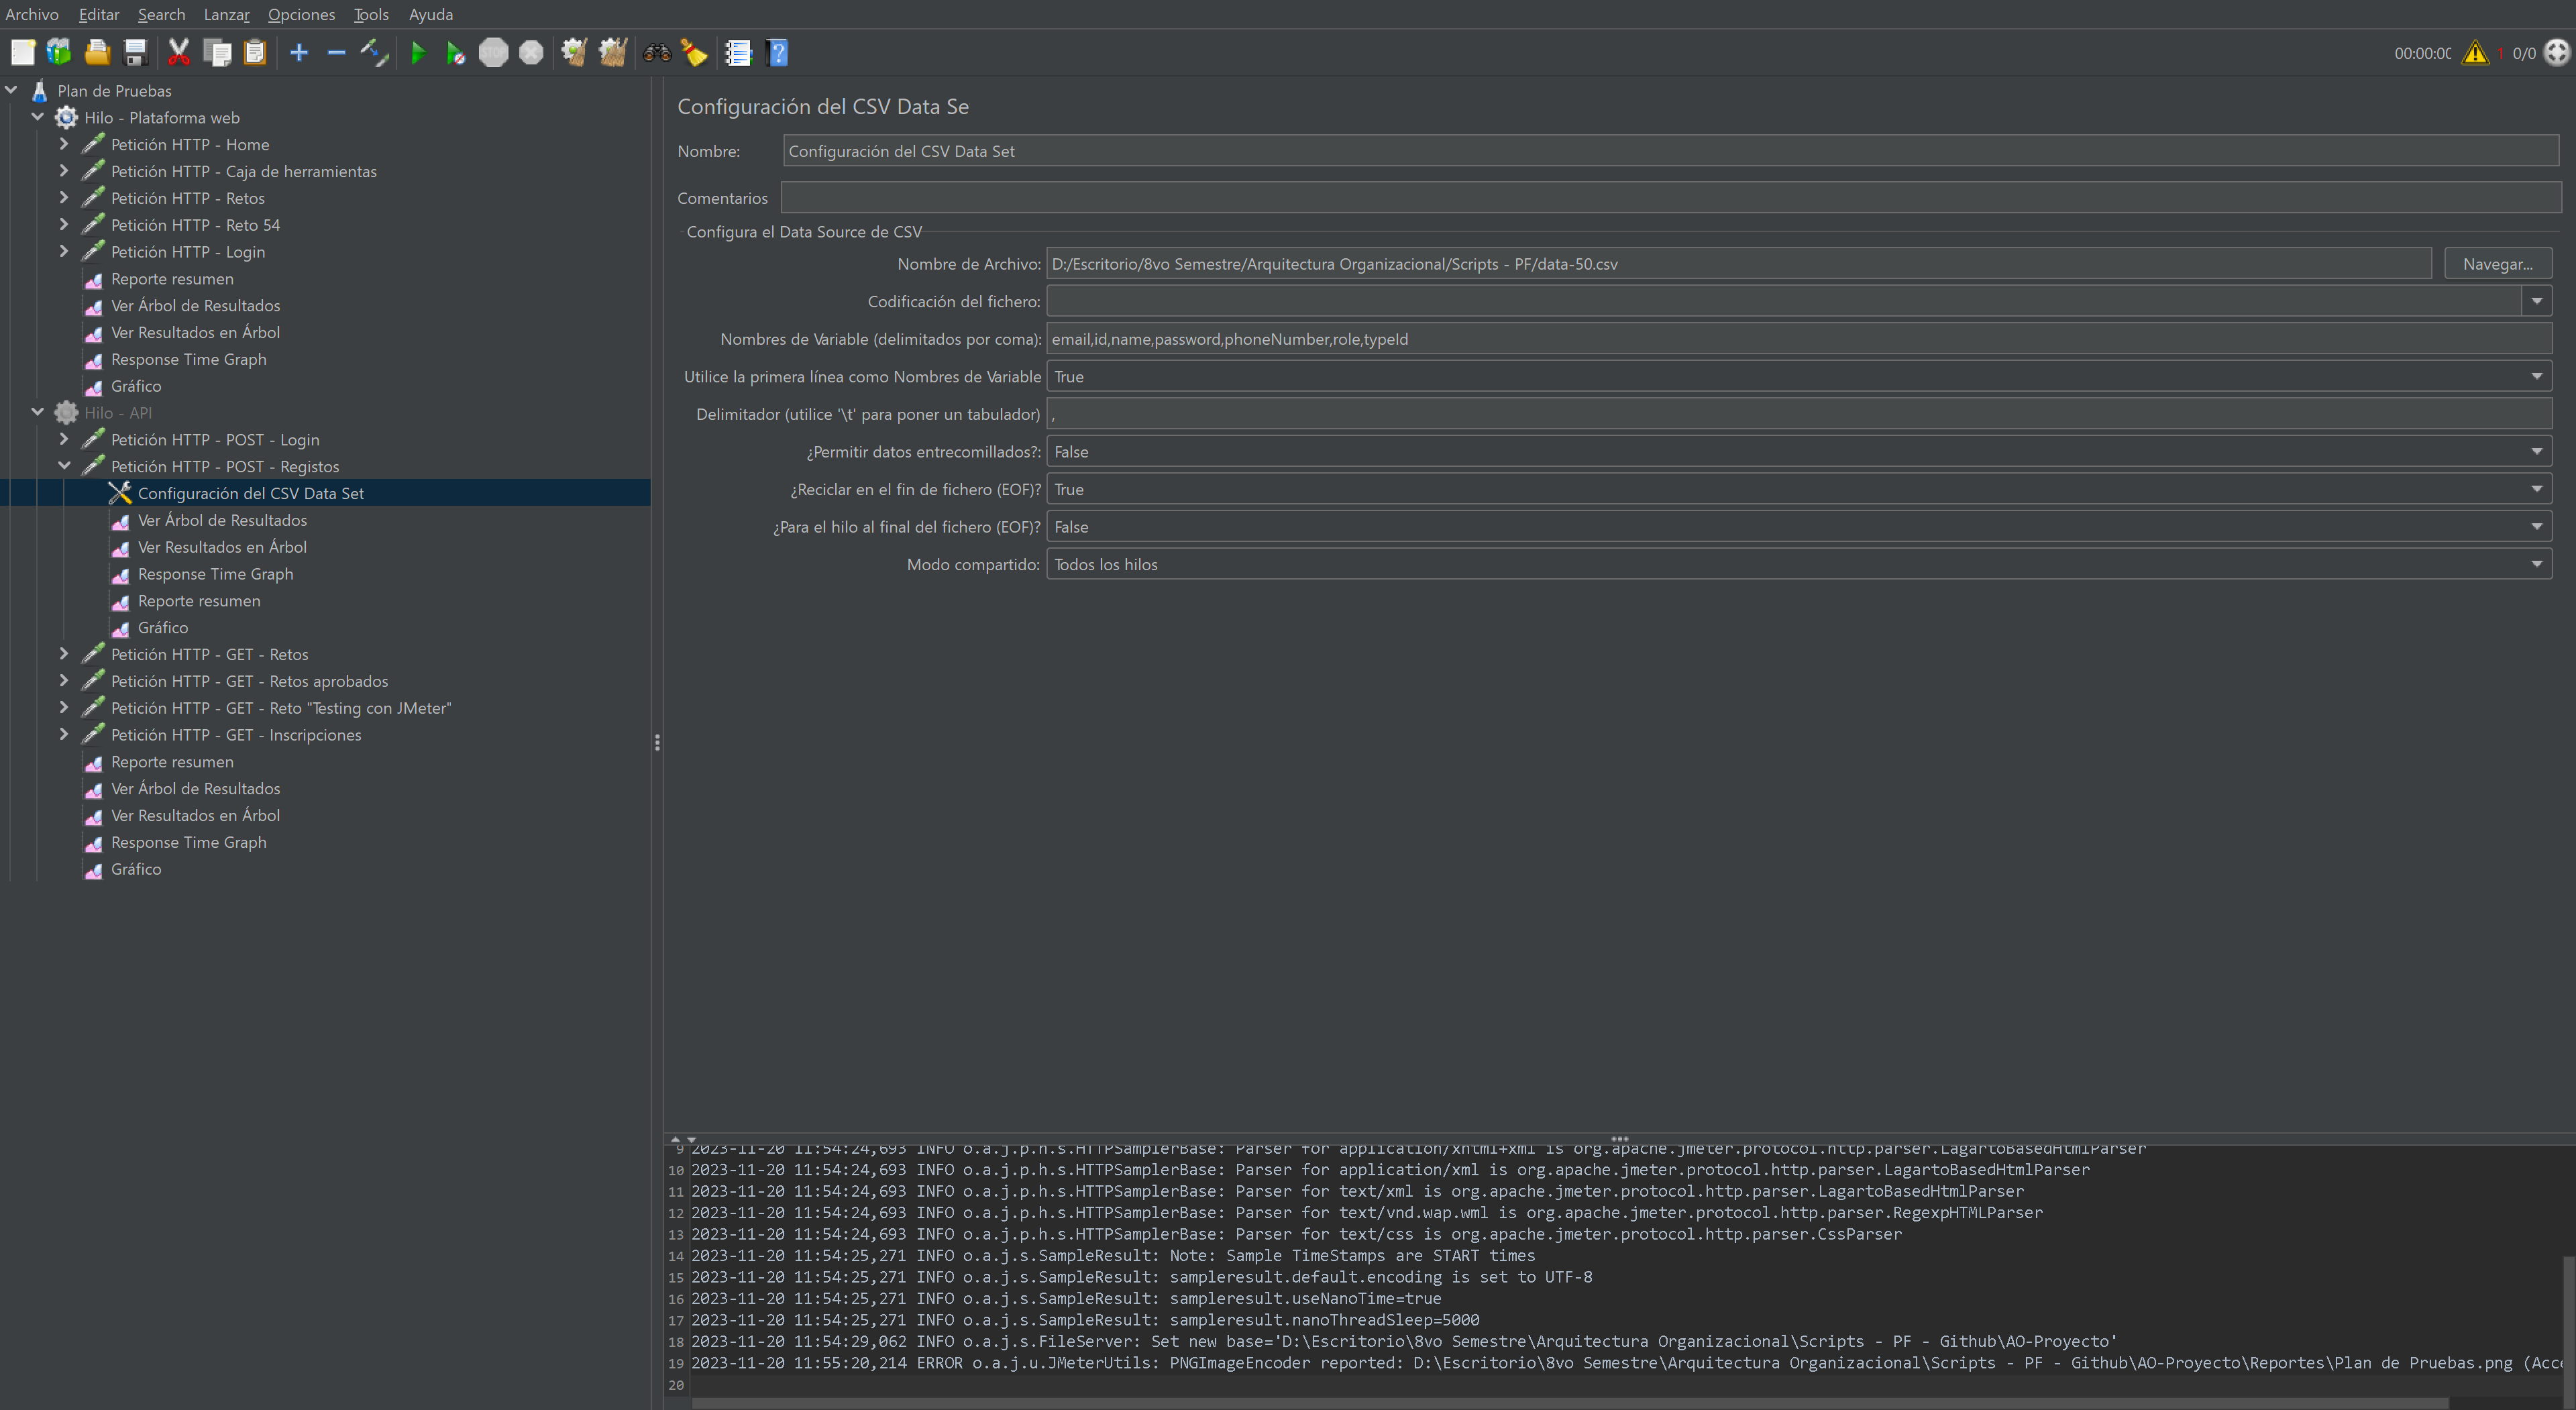 Archivo Editar Search Lanzar Opciones Tools Ayuda
STOP
00:00:00 1 0/0
Plan de Pruebas
Hilo - Plataforma web
Petición HTTP - Home
Petición HTTP - Caja de herramientas
Petición HTTP - Retos
Petición HTTP - Reto 54
Petición HTTP - Login
Reporte resumen
Ver Árbol de Resultados
Ver Resultados en Árbol
Response Time Graph
Gráfico
Hilo - API
Petición HTTP - POST - Login
Petición HTTP - POST - Registos
Configuración del CSV Data Set
Ver Árbol de Resultados
Ver Resultados en Árbol
Response Time Graph
Reporte resumen
Gráfico
Petición HTTP - GET - Retos
Petición HTTP - GET - Retos aprobados
Petición HTTP - GET - Reto "Testing con JMeter"
Petición HTTP - GET - Inscripciones
Reporte resumen
Ver Árbol de Resultados
Ver Resultados en Árbol
Response Time Graph
Gráfico
Configuración del CSV Data Se
Nombre: Configuración del CSV Data Set
Comentarios
Configura el Data Source de CSV
Nombre de Archivo: D:/Escritorio/8vo Semestre/Arquitectura Organizacional/Scripts - PF/data-50.csv Navegar...
Codificación del fichero:
Nombres de Variable (delimitados por coma): email,id,name,password,phoneNumber,role,typeId
Utilice la primera línea como Nombres de Variable True
Delimitador (utilice '\t' para poner un tabulador) ,
¿Permitir datos entrecomillados?: False
¿Reciclar en el fin de fichero (EOF)? True
¿Para el hilo al final del fichero (EOF)? False
Modo compartido: Todos los hilos
9 2023-11-20 11:54:24,693 INFO o.a.j.p.h.s.HTTPSamplerBase: Parser for application/xhtml+xml is org.apache.jmeter.protocol.http.parser.LagartoBasedHtmlParser
10 2023-11-20 11:54:24,693 INFO o.a.j.p.h.s.HTTPSamplerBase: Parser for application/xml is org.apache.jmeter.protocol.http.parser.LagartoBasedHtmlParser
11 2023-11-20 11:54:24,693 INFO o.a.j.p.h.s.HTTPSamplerBase: Parser for text/xml is org.apache.jmeter.protocol.http.parser.LagartoBasedHtmlParser
12 2023-11-20 11:54:24,693 INFO o.a.j.p.h.s.HTTPSamplerBase: Parser for text/vnd.wap.wml is org.apache.jmeter.protocol.http.parser.RegexpHTMLParser
13 2023-11-20 11:54:24,693 INFO o.a.j.p.h.s.HTTPSamplerBase: Parser for text/css is org.apache.jmeter.protocol.http.parser.CssParser
14 2023-11-20 11:54:25,271 INFO o.a.j.s.SampleResult: Note: Sample TimeStamps are START times
15 2023-11-20 11:54:25,271 INFO o.a.j.s.SampleResult: sampleresult.default.encoding is set to UTF-8
16 2023-11-20 11:54:25,271 INFO o.a.j.s.SampleResult: sampleresult.useNanoTime=true
17 2023-11-20 11:54:25,271 INFO o.a.j.s.SampleResult: sampleresult.nanoThreadSleep=5000
18 2023-11-20 11:54:29,062 INFO o.a.j.s.FileServer: Set new base='D:\Escritorio\8vo Semestre\Arquitectura Organizacional\Scripts - PF - Github\AO-Proyecto'
19 2023-11-20 11:55:20,214 ERROR o.a.j.u.JMeterUtils: PNGImageEncoder reported: D:\Escritorio\8vo Semestre\Arquitectura Organizacional\Scripts - PF - Github\AO-Proyecto\Reportes\Plan de Pruebas.png (Acce
20